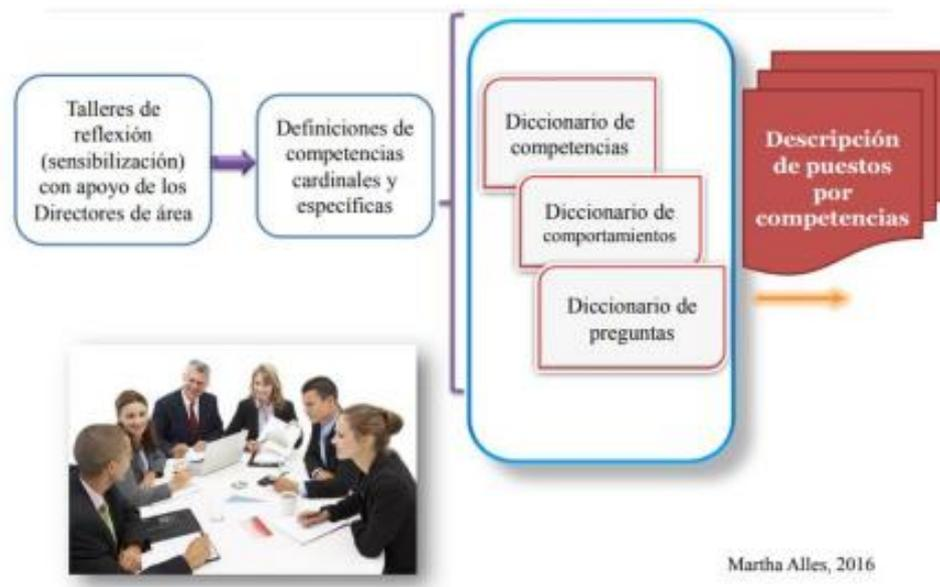 Talleres de
reflexión
(sensibilización)
con apoyo de los
Directores de área
Definiciones de
competencias
cardinales y
específicas
Diccionario de
competencias
Diccionario de
comportamientos
Diccionario de
preguntas
Descripción
de puestos
por
competencias
Martha Alles, 2016